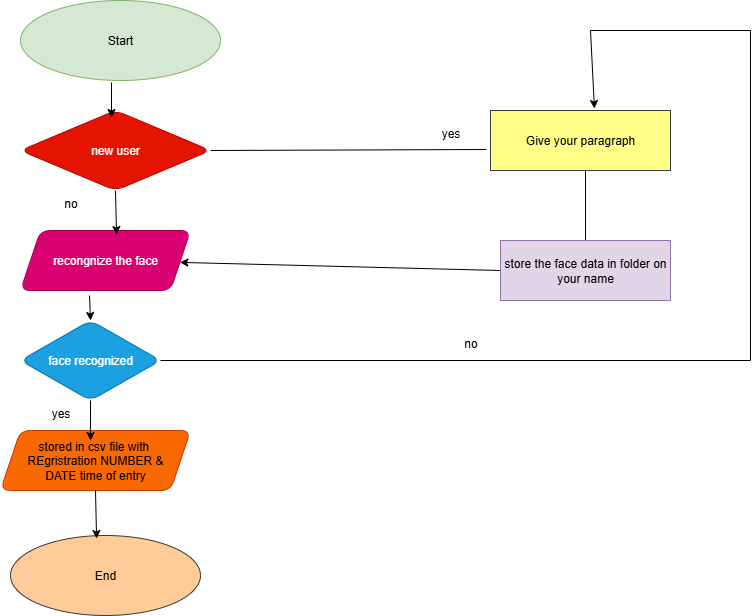 Start
new user
yes
Give your paragraph
no
recongnize the face
store the face data in folder on
your name
no
face recognized
yes
stored in csv file with
REgristration NUMBER &
DATE time of entry
End